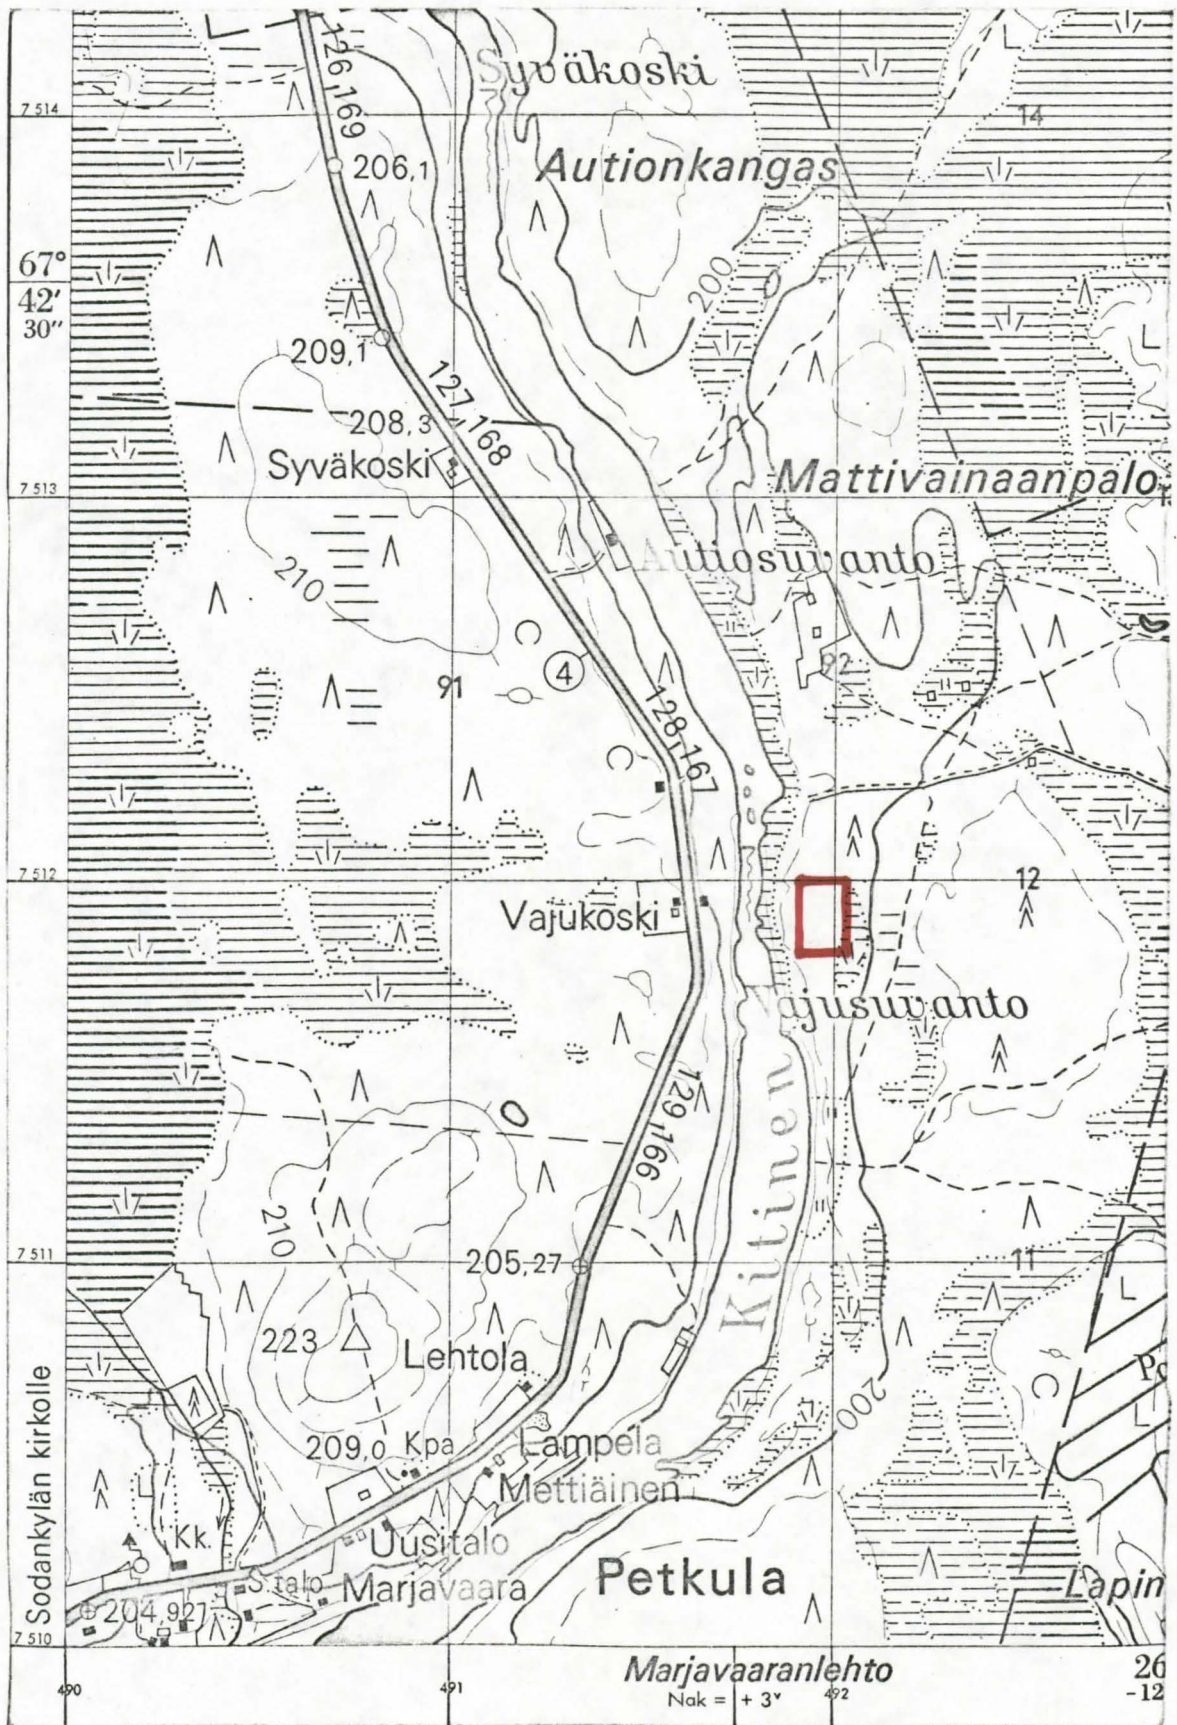 Syväkoski
126,169
7 514
14
206,1
Autionkangas
67°
42'
30"
200
209,1
127,168
208,3
Syväkoski
7 513
Mattivainaanpalo
Autiosuvanto
210
4
91
92
128,167
7 512
12
Vajukoski
Vajusuvanto
129,166
Kitinen
210
7 511
205,27
11
223
Lehtola
200
209,0
Kpa
Lampela
Mettiäinen
Sodankylän kirkolle
Kk.
Uusitalo
S.talo
Marjavaara
Petkula
Lapin
204,927
7 510
Marjavaaranlehto
26
490
491
Nak = + 3ᵛ
492
-12